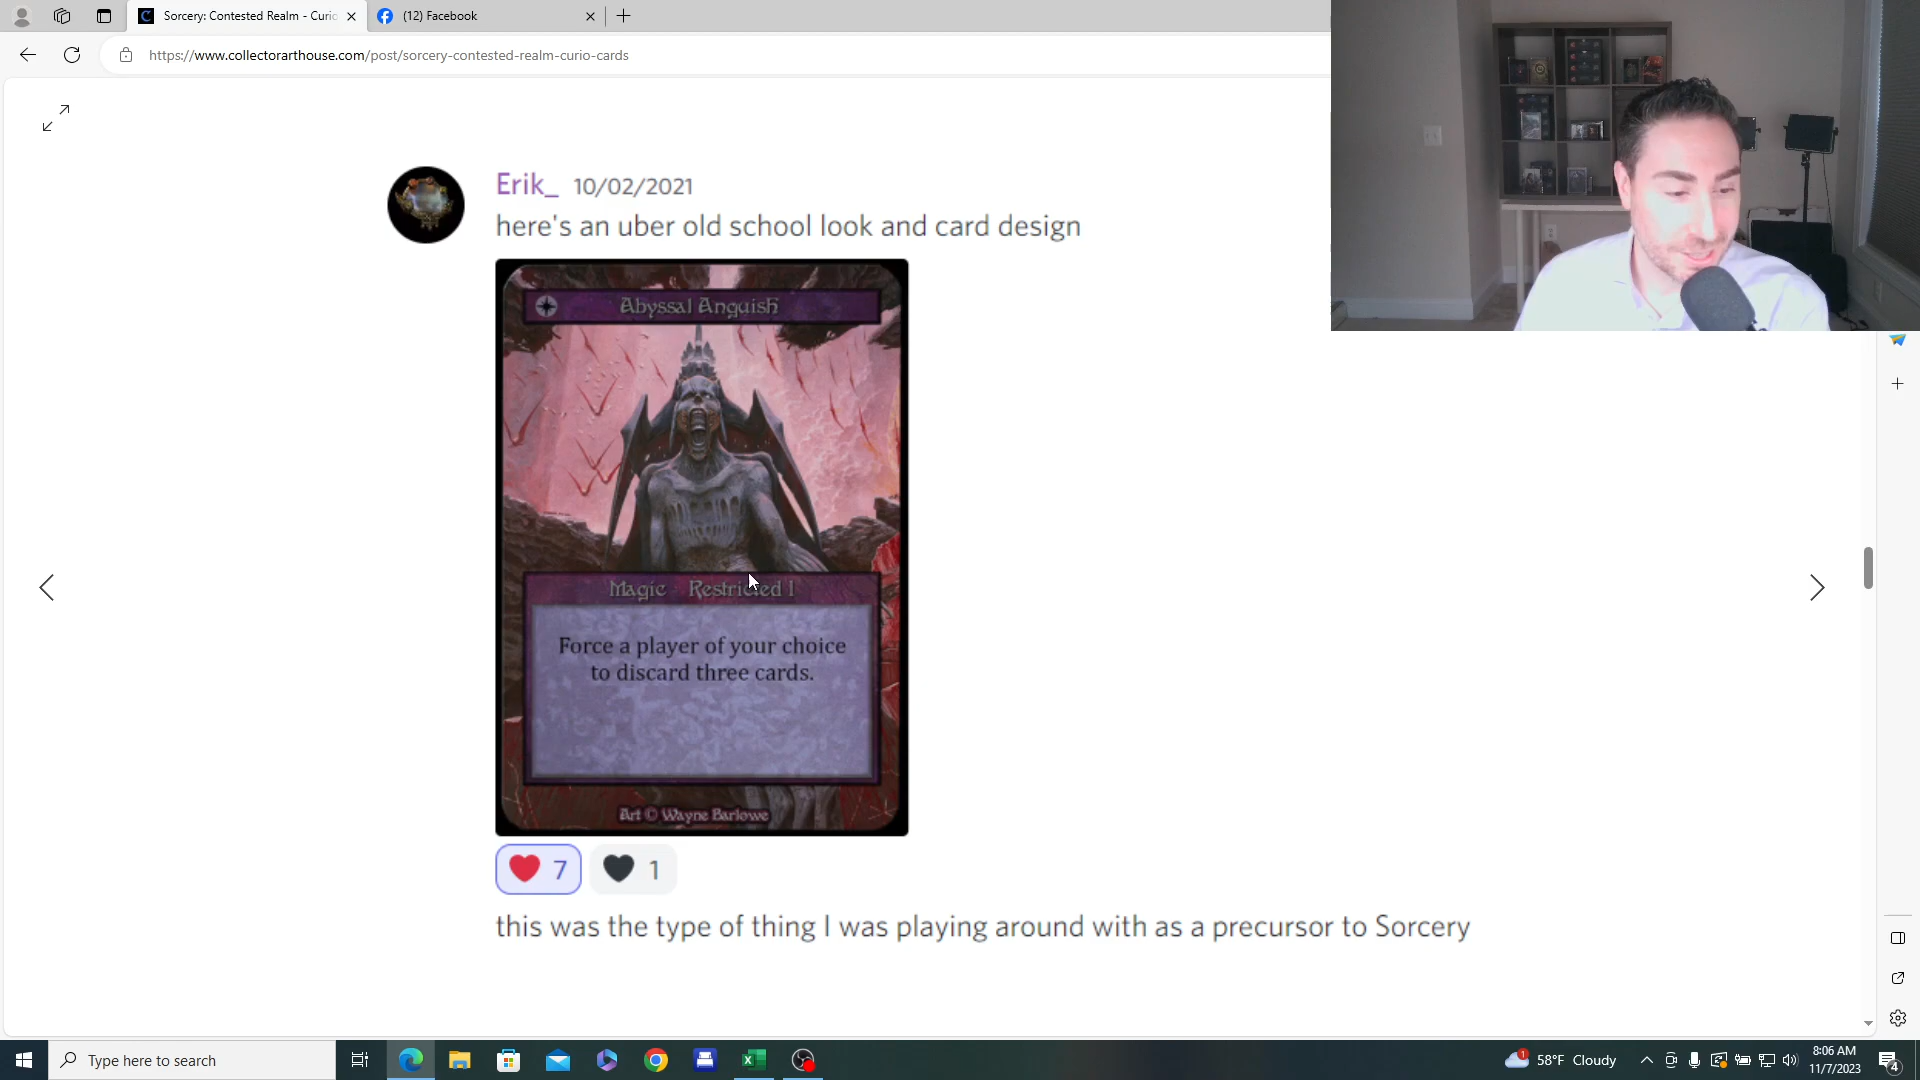 Sorcery: Contested Realm - Curio
(12) Facebook
https://www.collectorarthouse.com/post/sorcery-contested-realm-curio-cards
Erik_ 10/02/2021
here's an uber old school look and card design
Abyssal Anguish
Magic Restricted 1
Force a player of your choice
to discard three cards.
Art © Wayne Barlowe
7 1
this was the type of thing I was playing around with as a precursor to Sorcery
Type here to search
1
58°F Cloudy
8:06 AM
11/7/2023
4